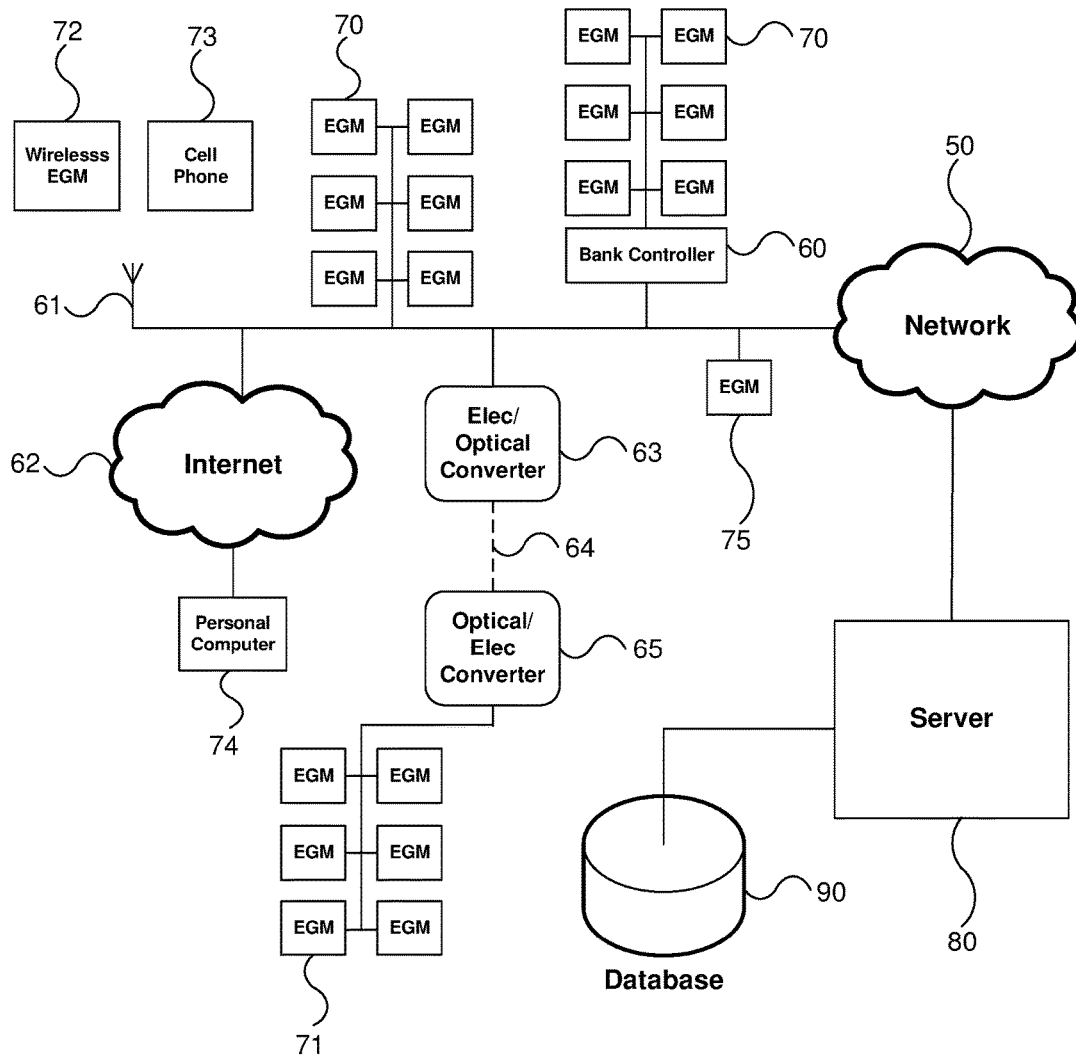 72
73
70
EGM
EGM
70
Wirelesss
EGM
Cell
Phone
EGM
EGM
EGM
EGM
EGM
EGM
EGM
EGM
50
EGM
EGM
Bank Controller
60
61
Network
Internet
62
Elec/
Optical
Converter
63
EGM
75
64
Personal
Computer
74
Optical/
Elec
Converter
65
Server
EGM
EGM
EGM
EGM
EGM
EGM
71
90
80
Database